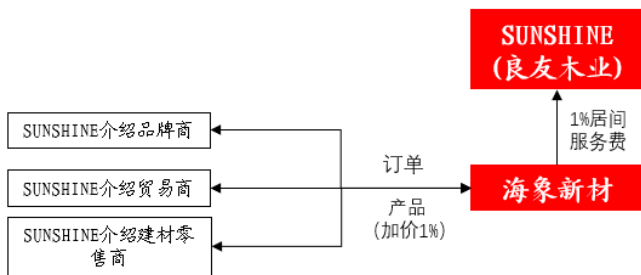 SUNSHINE
(良友木业)
SUNSHINE介绍品牌商
1%居间
服务费
订单
SUNSHINE介绍贸易商
海象新材
产品
(加价1%)
SUNSHINE介绍建材零
售商